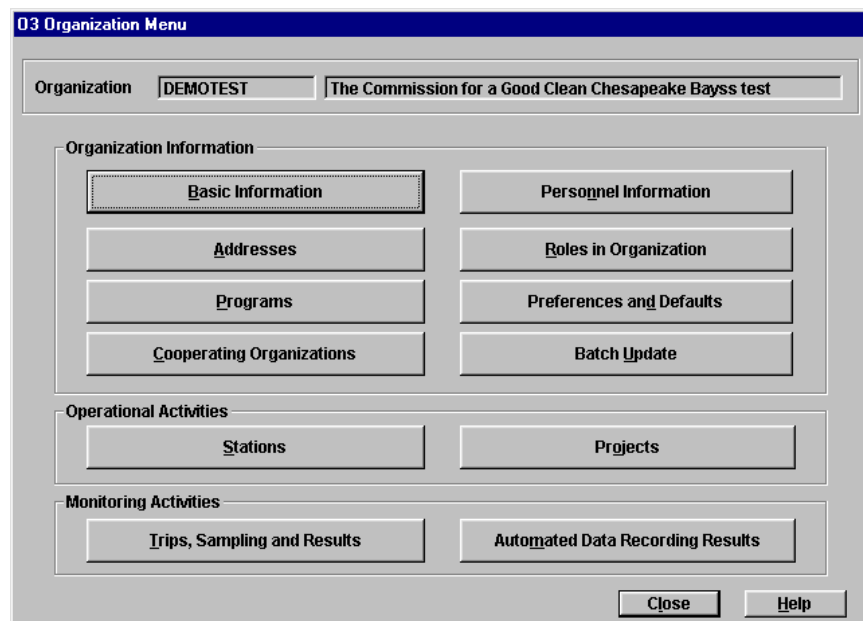 O3 Organization Menu
Organization DEMOTEST The Commission for a Good Clean Chesapeake Bayss test
Organization Information
Basic Information Personnel Information
Addresses Roles in Organization
Programs Preferences and Defaults
Cooperating Organizations Batch Update
Operational Activities
Stations Projects
Monitoring Activities
Trips, Sampling and Results Automated Data Recording Results
Close Help